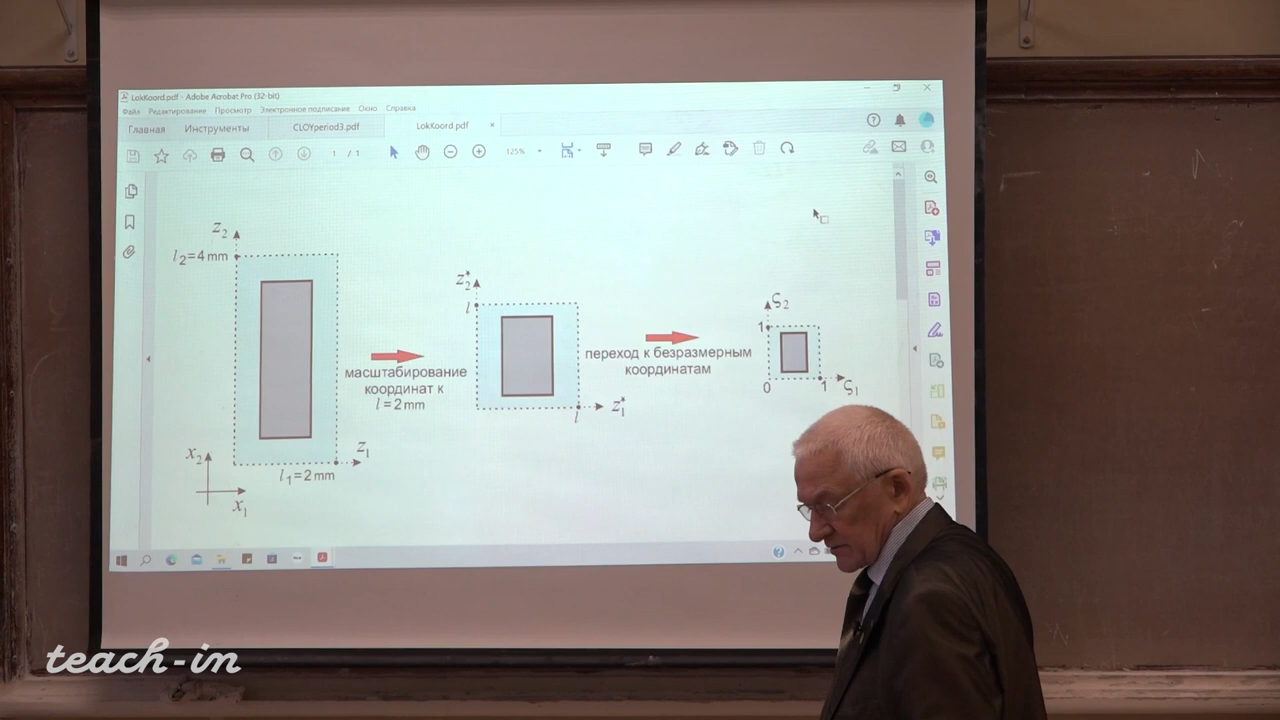 LokKoord.pdf - Adobe Acrobat Pro (32-bit)
Файл Редактирование Просмотр Электронное подписание Окно Справка
Главная Инструменты CLOYperiod3.pdf LokKoord.pdf ×
1 / 1 125%
z₂
l₂=4 mm
x₂
x₁
z₁
l₁=2 mm
масштабирование
координат к
l=2 mm
z₂*
l
z₁*
l
переход к безразмерным
координатам
ς₂
1
0
1
ς₁
teach-in